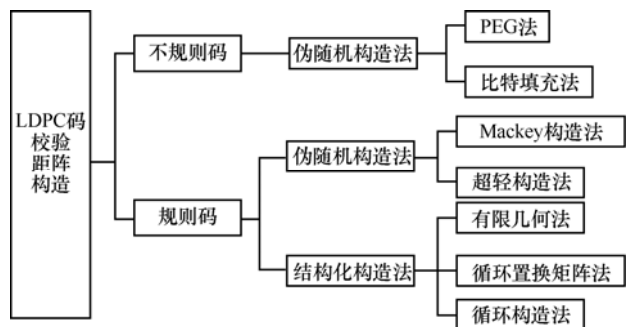 LDPC码
校验
距阵
构造
不规则码
伪随机构造法
PEG法
比特填充法
规则码
伪随机构造法
Mackey构造法
超轻构造法
结构化构造法
有限几何法
循环置换矩阵法
循环构造法